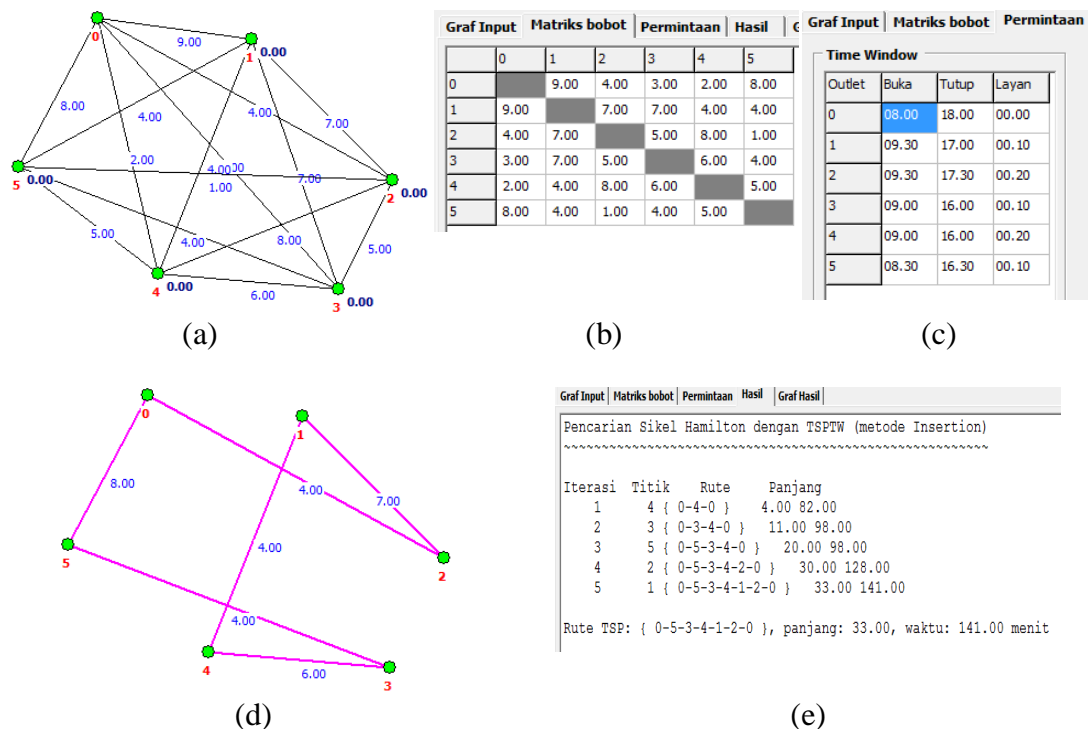 0
9.00
1
0.00
8.00
4.00
4.00
7.00
2.00
4.00
1.00
7.00
5
0.00
0.00
2
5.00
4.00
8.00
5.00
4
0.00
6.00
0.00
3
(a)
Graf Input Matriks bobot Permintaan Hasil
0 1 2 3 4 5
0 9.00 4.00 3.00 2.00 8.00
1 9.00 7.00 7.00 4.00 4.00
2 4.00 7.00 5.00 8.00 1.00
3 3.00 7.00 5.00 6.00 4.00
4 2.00 4.00 8.00 6.00 5.00
5 8.00 4.00 1.00 4.00 5.00
(b)
Graf Input Matriks bobot Permintaan
Time Window
Outlet Buka Tutup Layan
0 08.00 18.00 00.00
1 09.30 17.00 00.10
2 09.30 17.30 00.20
3 09.00 16.00 00.10
4 09.00 16.00 00.20
5 08.30 16.30 00.10
(c)
0
1
8.00
4.00
7.00
4.00
5
2
4.00
4
6.00
3
(d)
Graf Input Matriks bobot Permintaan Hasil Graf Hasil
Pencarian Sikel Hamilton dengan TSPTW (metode Insertion)
~~~~~~~~~~~~~~~~~~~~~~~~~~~~~~~~~~~~~~~~~~~~~~~~~~~~~~~~
Iterasi Titik Rute Panjang
1 4 { 0-4-0 } 4.00 82.00
2 3 { 0-3-4-0 } 11.00 98.00
3 5 { 0-5-3-4-0 } 20.00 98.00
4 2 { 0-5-3-4-2-0 } 30.00 128.00
5 1 { 0-5-3-4-1-2-0 } 33.00 141.00
Rute TSP: { 0-5-3-4-1-2-0 }, panjang: 33.00, waktu: 141.00 menit
(e)